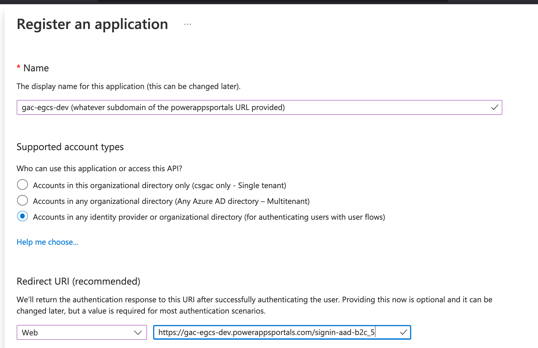 Register an application ...
* Name
The display name for this application (this can be changed later).
gac-egcs-dev (whatever subdomain of the powerappsportals URL provided)
Supported account types
Who can use this application or access this API?
Accounts in this organizational directory only (csgac only - Single tenant)
Accounts in any organizational directory (Any Azure AD directory – Multitenant)
Accounts in any identity provider or organizational directory (for authenticating users with user flows)
Help me choose...
Redirect URI (recommended)
We'll return the authentication response to this URI after successfully authenticating the user. Providing this now is optional and it can be
changed later, but a value is required for most authentication scenarios.
Web
https://gac-egcs-dev.powerappsportals.com/signin-aad-b2c_5